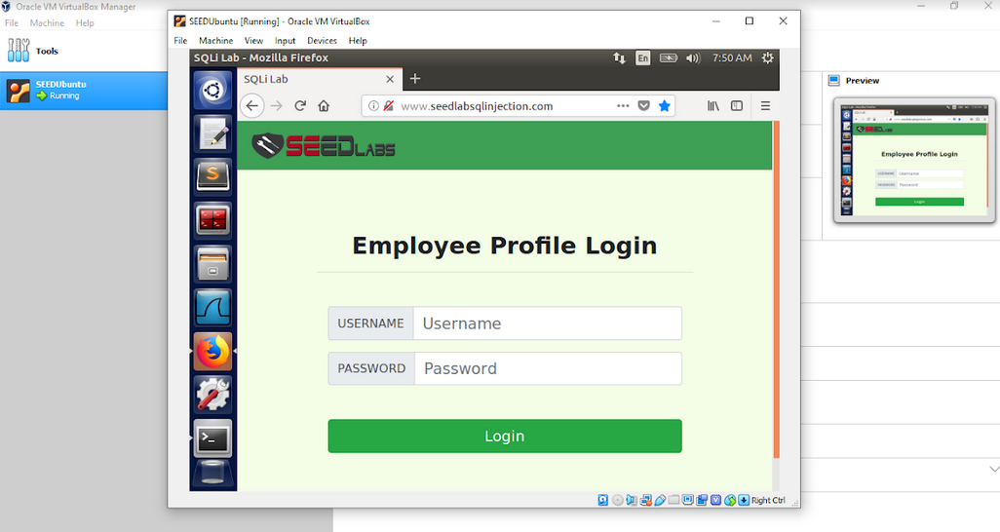 Oracle VM VirtualBox Manager
File Machine Help
Tools
SEEDUbuntu
Running
SEEDUbuntu [Running] - Oracle VM VirtualBox
File Machine View Input Devices Help
SQLi Lab - Mozilla Firefox
En
7:50 AM
SQLi Lab
www.seedlabsqlinjection.com
SEEDLABS
Employee Profile Login
USERNAME Username
PASSWORD Password
Login
Right Ctrl
Preview
Employee Profile Login
USERNAME Username
PASSWORD Password
Login